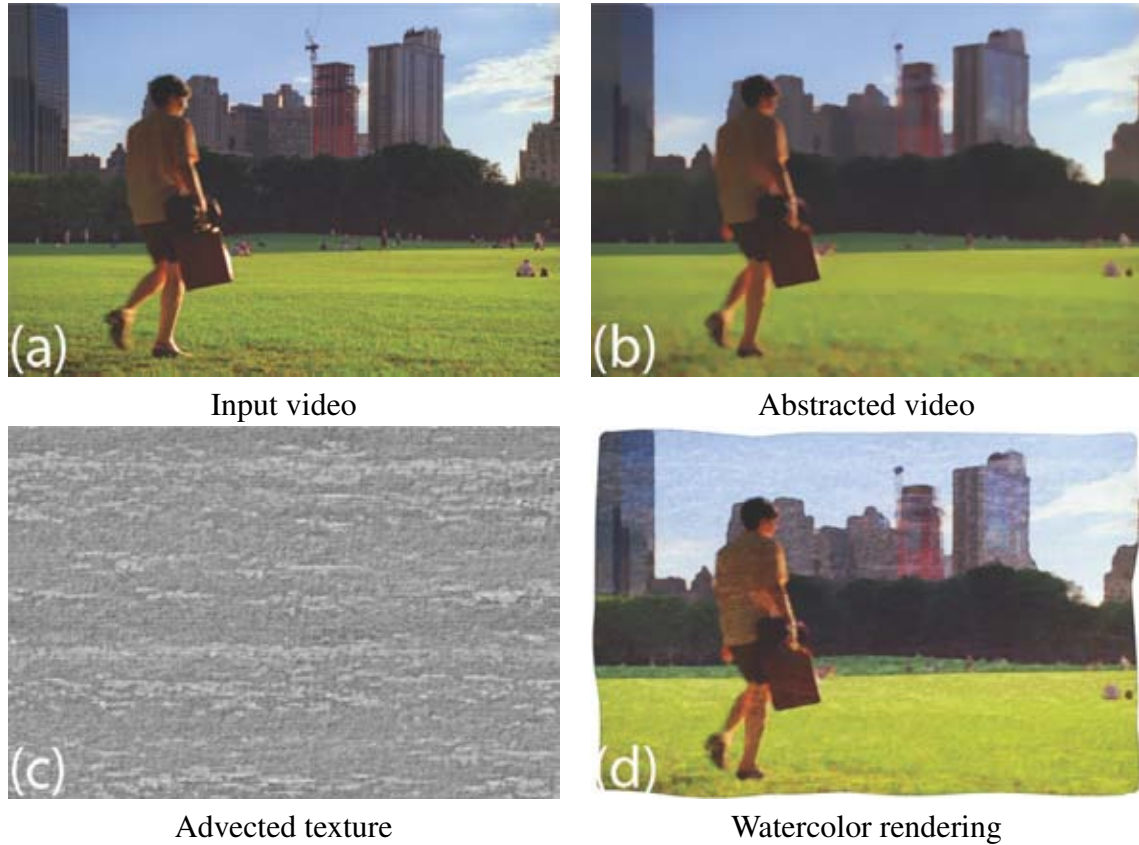 (a)
(b)
Input video
Abstracted video
(c)
(d)
Advected texture
Watercolor rendering